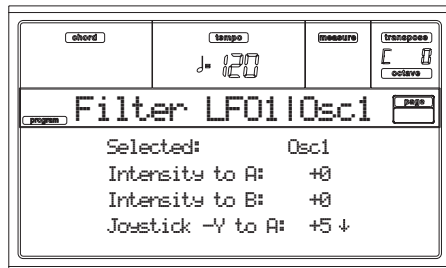 chord tempo measure transpose
♩= 120 C 0
octave
program Filter LFO1|Osc1 page
Selected: Osc1
Intensity to A: +0
Intensity to B: +0
Joystick -Y to A: +5 ↓